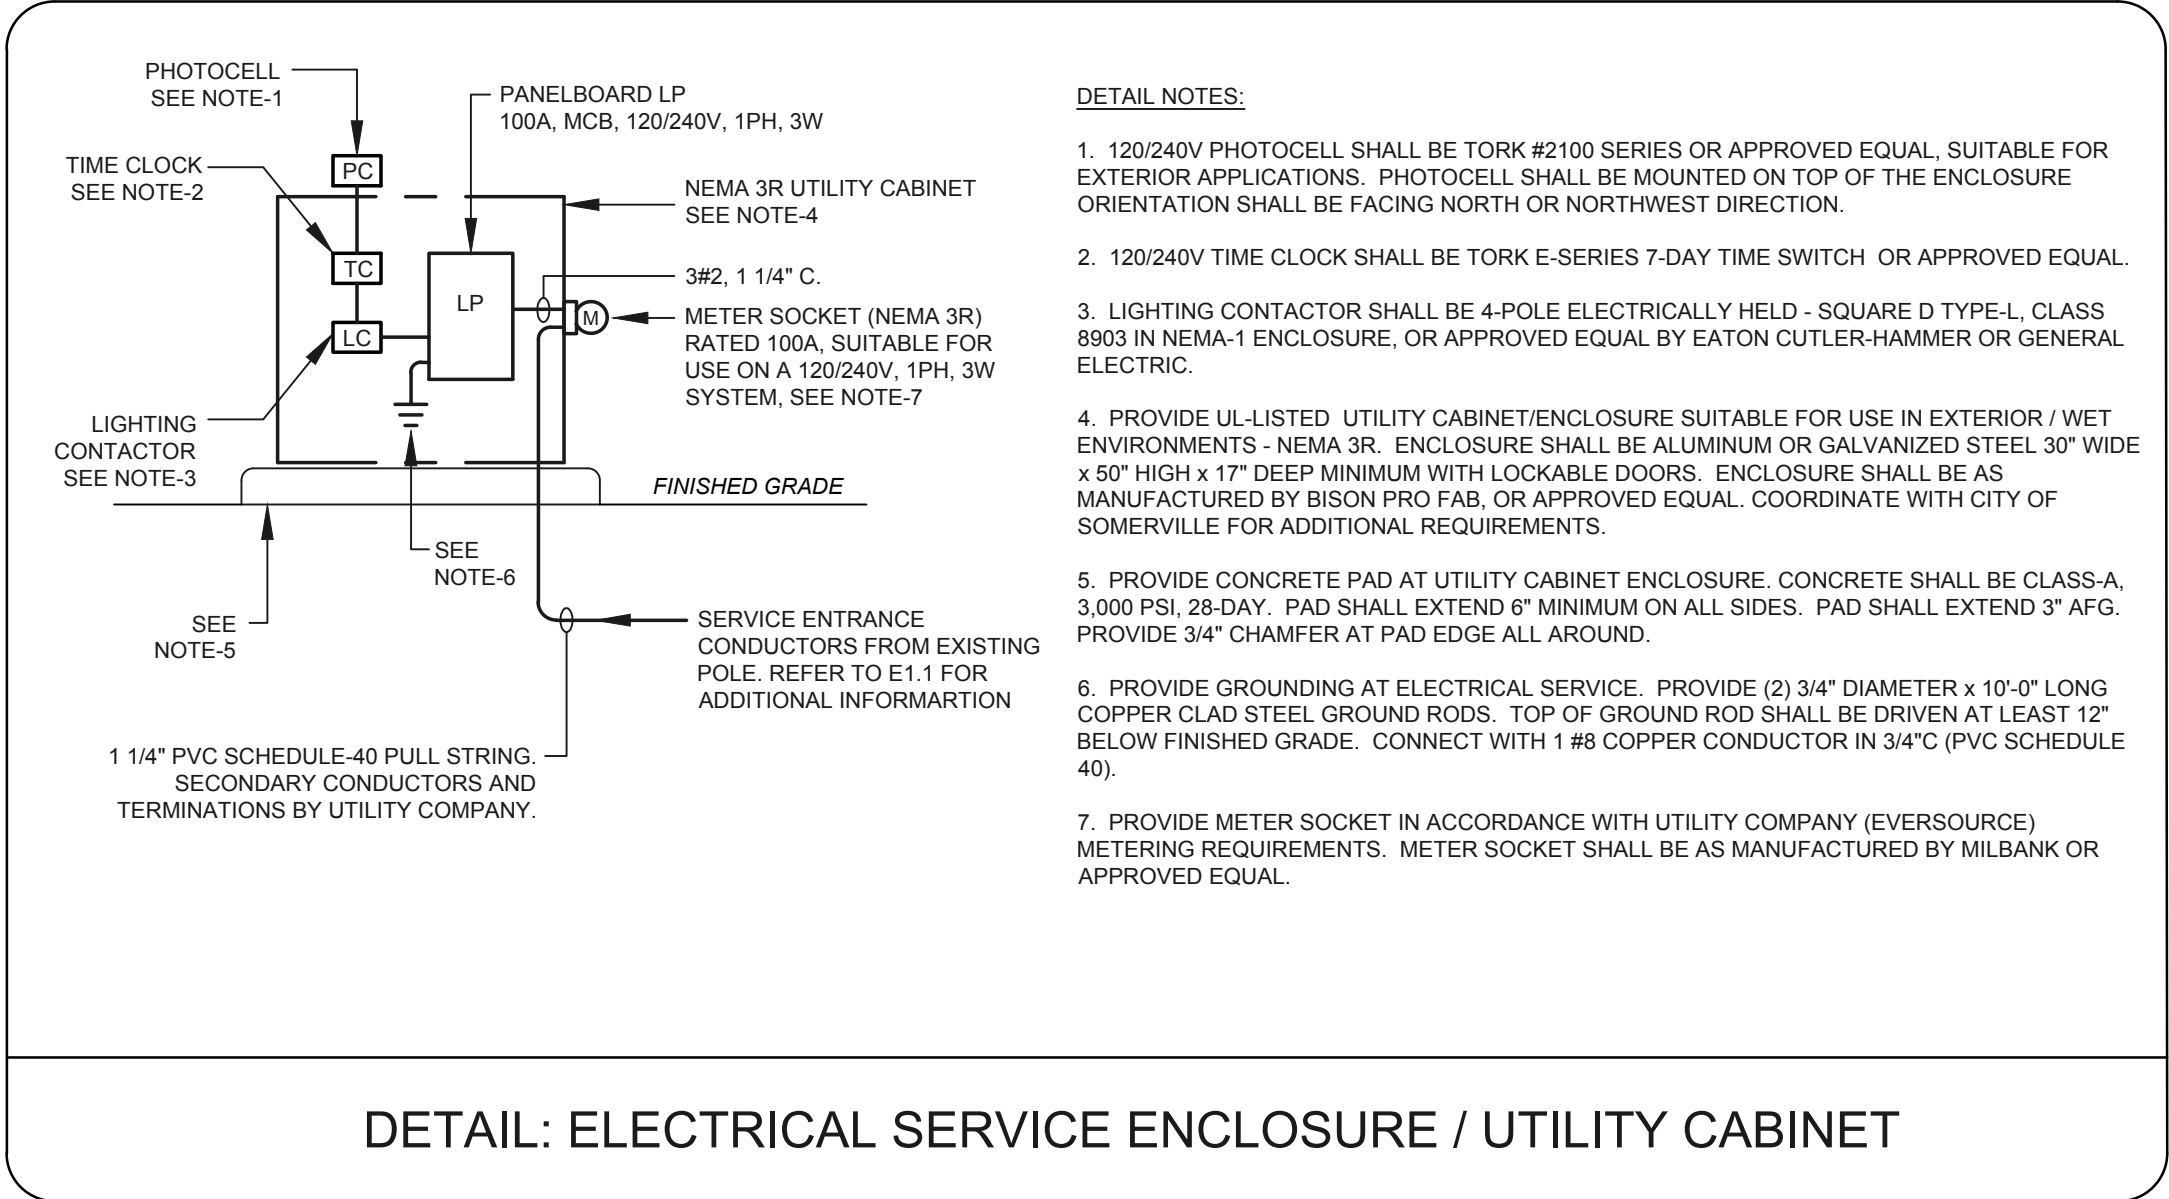 PHOTOCELL
SEE NOTE-1
PANELBOARD LP
100A, MCB, 120/240V, 1PH, 3W
TIME CLOCK
SEE NOTE-2
PC
NEMA 3R UTILITY CABINET
SEE NOTE-4
TC
3#2, 1 1/4" C.
LP
LC
M
METER SOCKET (NEMA 3R)
RATED 100A, SUITABLE FOR
USE ON A 120/240V, 1PH, 3W
SYSTEM, SEE NOTE-7
LIGHTING
CONTACTOR
SEE NOTE-3
FINISHED GRADE
SEE
NOTE-6
SEE
NOTE-5
SERVICE ENTRANCE
CONDUCTORS FROM EXISTING
POLE. REFER TO E1.1 FOR
ADDITIONAL INFORMARTION
1 1/4" PVC SCHEDULE-40 PULL STRING.
SECONDARY CONDUCTORS AND
TERMINATIONS BY UTILITY COMPANY.
DETAIL NOTES:
1. 120/240V PHOTOCELL SHALL BE TORK #2100 SERIES OR APPROVED EQUAL, SUITABLE FOR
EXTERIOR APPLICATIONS. PHOTOCELL SHALL BE MOUNTED ON TOP OF THE ENCLOSURE
ORIENTATION SHALL BE FACING NORTH OR NORTHWEST DIRECTION.
2. 120/240V TIME CLOCK SHALL BE TORK E-SERIES 7-DAY TIME SWITCH OR APPROVED EQUAL.
3. LIGHTING CONTACTOR SHALL BE 4-POLE ELECTRICALLY HELD - SQUARE D TYPE-L, CLASS
8903 IN NEMA-1 ENCLOSURE, OR APPROVED EQUAL BY EATON CUTLER-HAMMER OR GENERAL
ELECTRIC.
4. PROVIDE UL-LISTED UTILITY CABINET/ENCLOSURE SUITABLE FOR USE IN EXTERIOR / WET
ENVIRONMENTS - NEMA 3R. ENCLOSURE SHALL BE ALUMINUM OR GALVANIZED STEEL 30" WIDE
x 50" HIGH x 17" DEEP MINIMUM WITH LOCKABLE DOORS. ENCLOSURE SHALL BE AS
MANUFACTURED BY BISON PRO FAB, OR APPROVED EQUAL. COORDINATE WITH CITY OF
SOMERVILLE FOR ADDITIONAL REQUIREMENTS.
5. PROVIDE CONCRETE PAD AT UTILITY CABINET ENCLOSURE. CONCRETE SHALL BE CLASS-A,
3,000 PSI, 28-DAY. PAD SHALL EXTEND 6" MINIMUM ON ALL SIDES. PAD SHALL EXTEND 3" AFG.
PROVIDE 3/4" CHAMFER AT PAD EDGE ALL AROUND.
6. PROVIDE GROUNDING AT ELECTRICAL SERVICE. PROVIDE (2) 3/4" DIAMETER x 10'-0" LONG
COPPER CLAD STEEL GROUND RODS. TOP OF GROUND ROD SHALL BE DRIVEN AT LEAST 12"
BELOW FINISHED GRADE. CONNECT WITH 1 #8 COPPER CONDUCTOR IN 3/4"C (PVC SCHEDULE
40).
7. PROVIDE METER SOCKET IN ACCORDANCE WITH UTILITY COMPANY (EVERSOURCE)
METERING REQUIREMENTS. METER SOCKET SHALL BE AS MANUFACTURED BY MILBANK OR
APPROVED EQUAL.
DETAIL: ELECTRICAL SERVICE ENCLOSURE / UTILITY CABINET